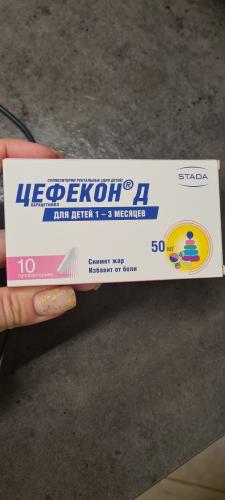 СУППОЗИТОРИИ РЕКТАЛЬНЫЕ (ДЛЯ ДЕТЕЙ)
STADA
ЦЕФЕКОН® Д
ПАРАЦЕТАМОЛ
ДЛЯ ДЕТЕЙ 1 – 3 МЕСЯЦЕВ
50 МГ
10
суппозиториев
Снимет жар
Избавит от боли